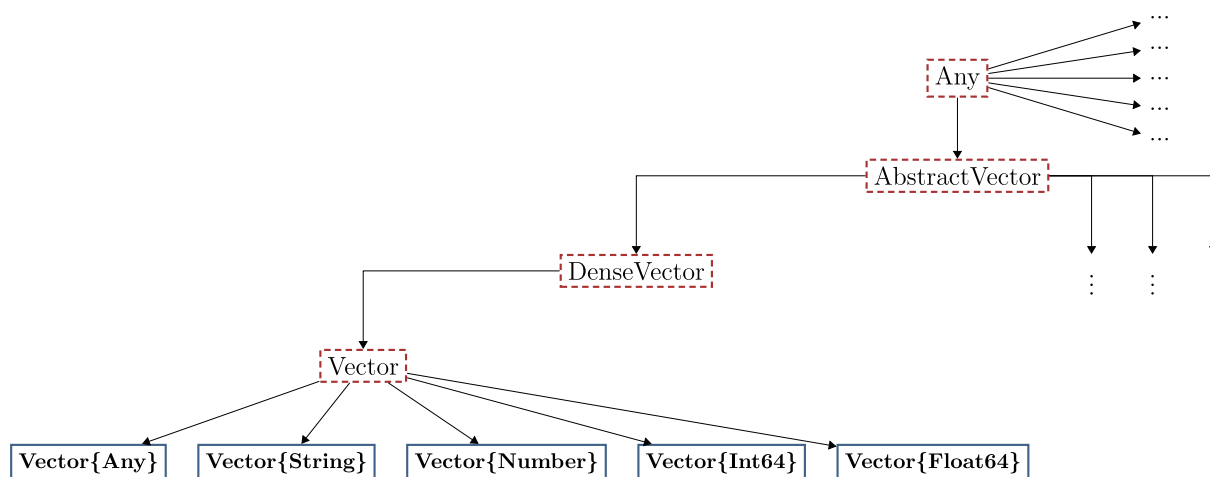 ...
...
Any ...
...
...
AbstractVector
DenseVector
⋮ ⋮
Vector
Vector{Any} Vector{String} Vector{Number} Vector{Int64} Vector{Float64}